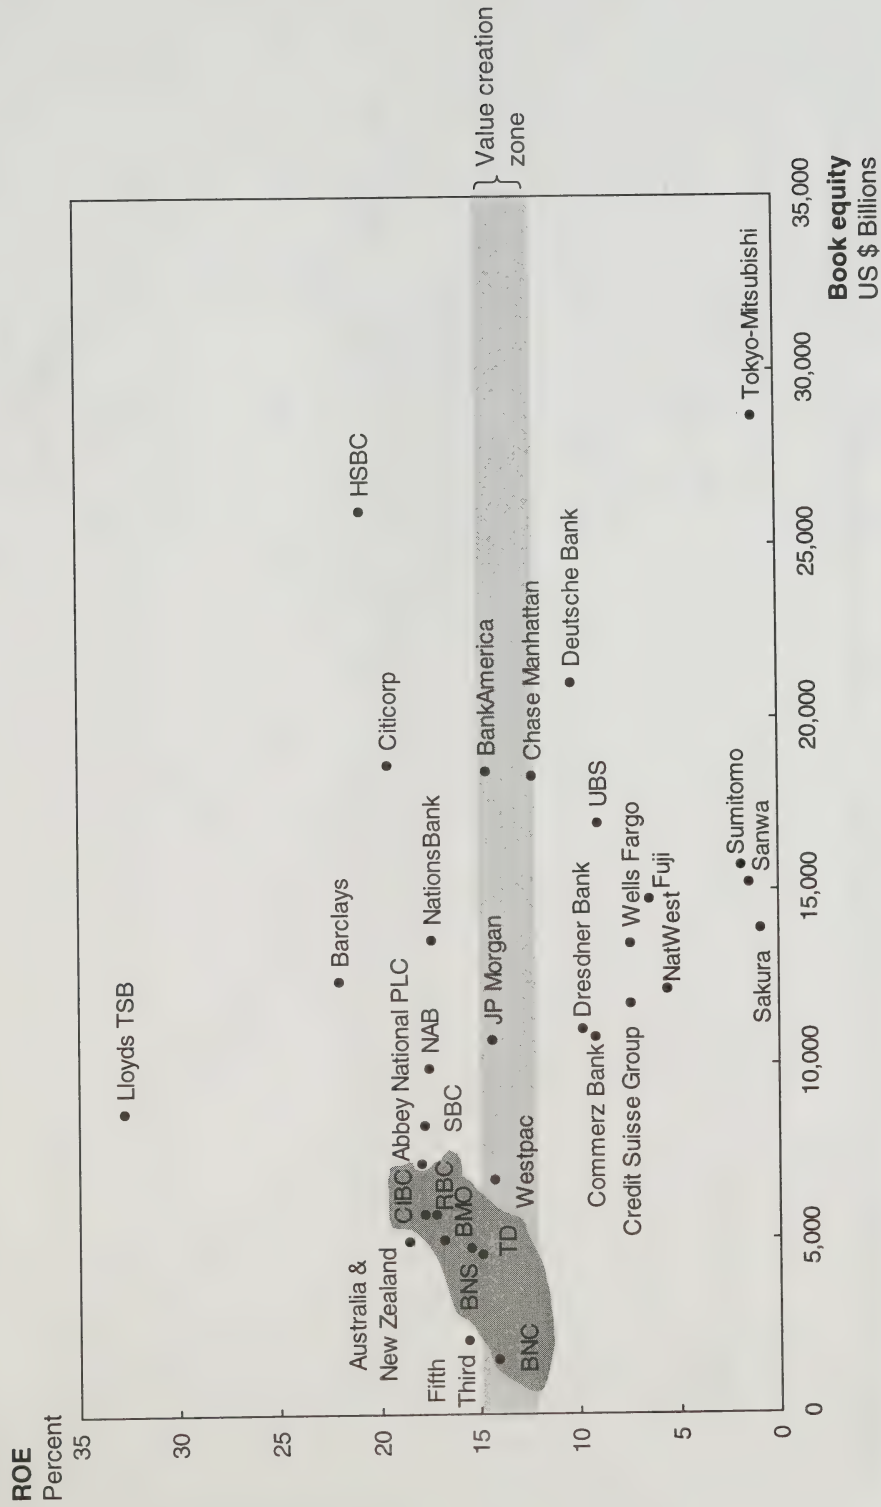 ROE
Percent
35
30
25
20
15
10
5
0
Lloyds TSB
Barclays
HSBC
Citicorp
Australia &
New Zealand
CIBC
Abbey National PLC
NAB
NationsBank
SBC
RBC
BMO
Fifth
Third
BNS
TD
BNC
Westpac
JP Morgan
BankAmerica
Chase Manhattan
Value creation
zone
Commerz Bank
Dresdner Bank
UBS
Deutsche Bank
Credit Suisse Group
Wells Fargo
NatWest
Fuji
Sakura
Sumitomo
Sanwa
Tokyo-Mitsubishi
0
5,000
10,000
15,000
20,000
25,000
30,000
35,000
Book equity
US $ Billions